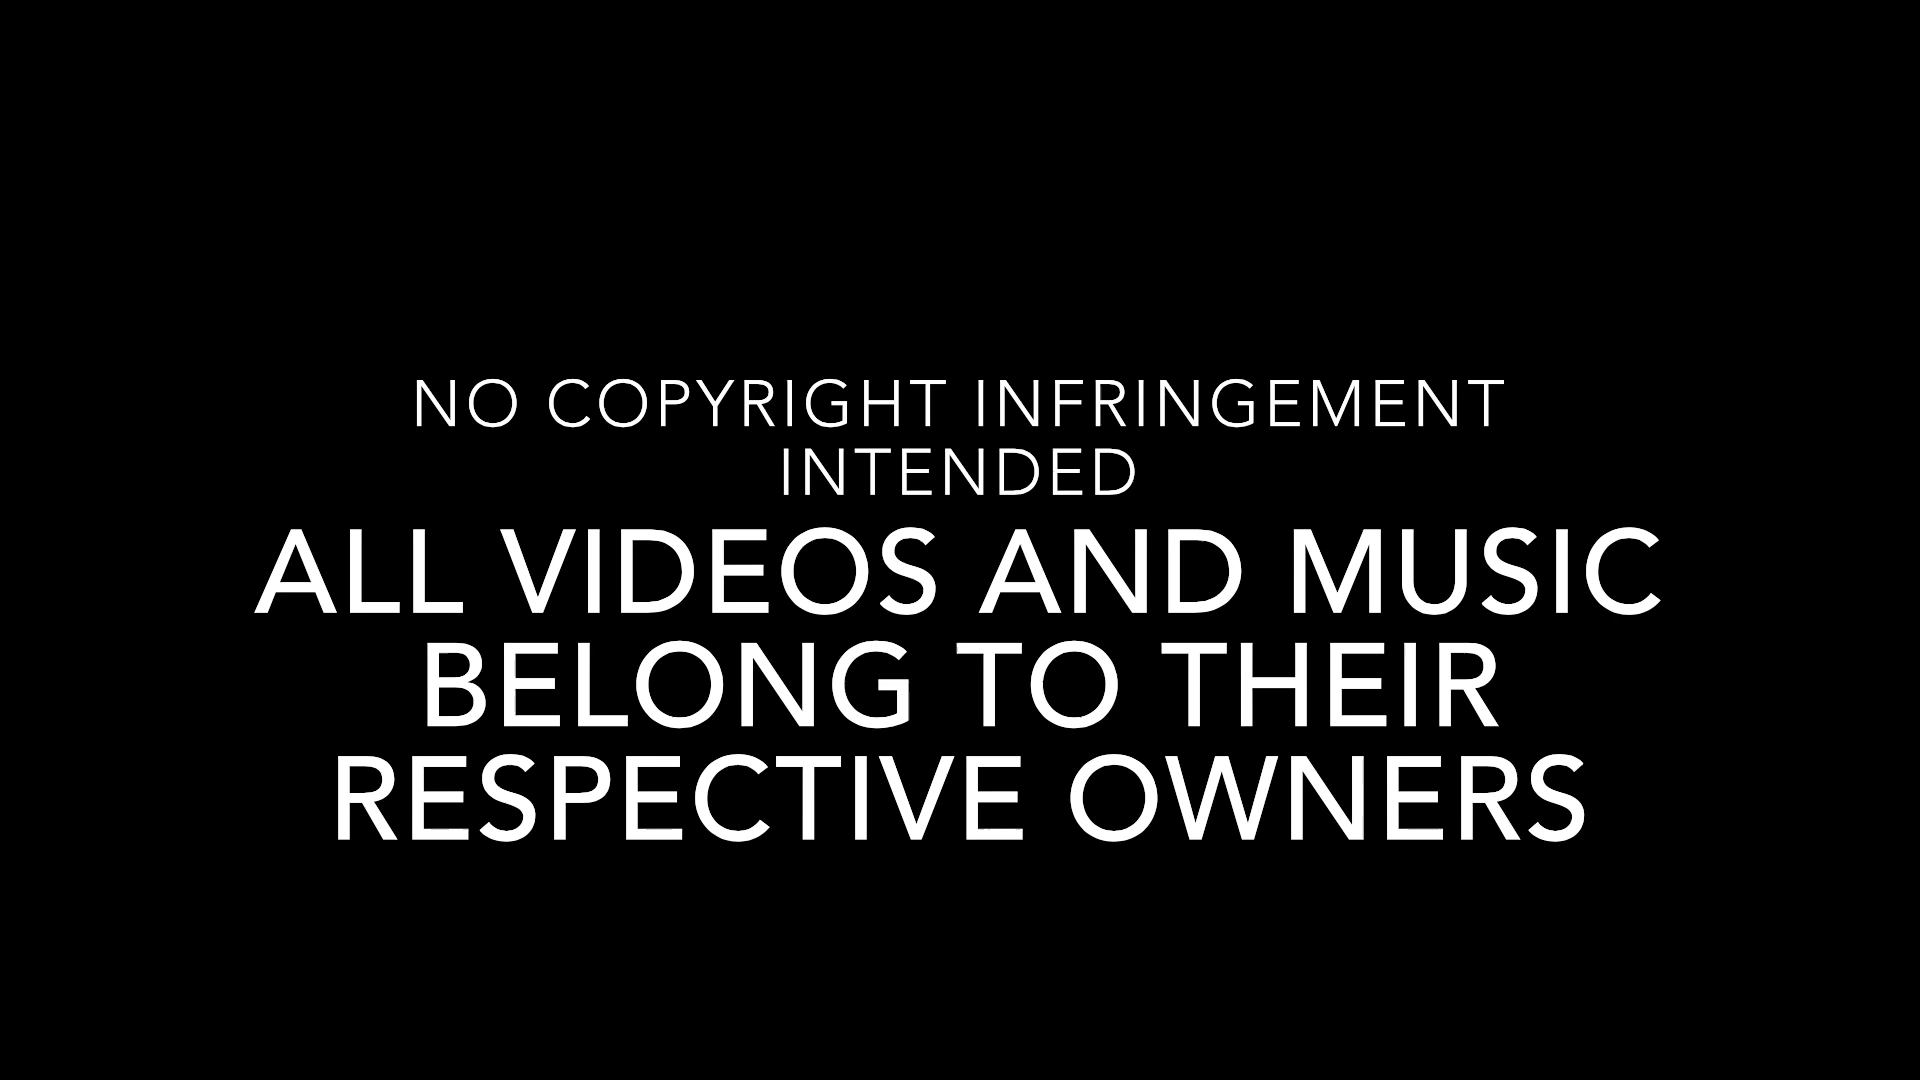 NO COPYRIGHT INFRINGEMENT
INTENDED
ALL VIDEOS AND MUSIC
BELONG TO THEIR
RESPECTIVE OWNERS